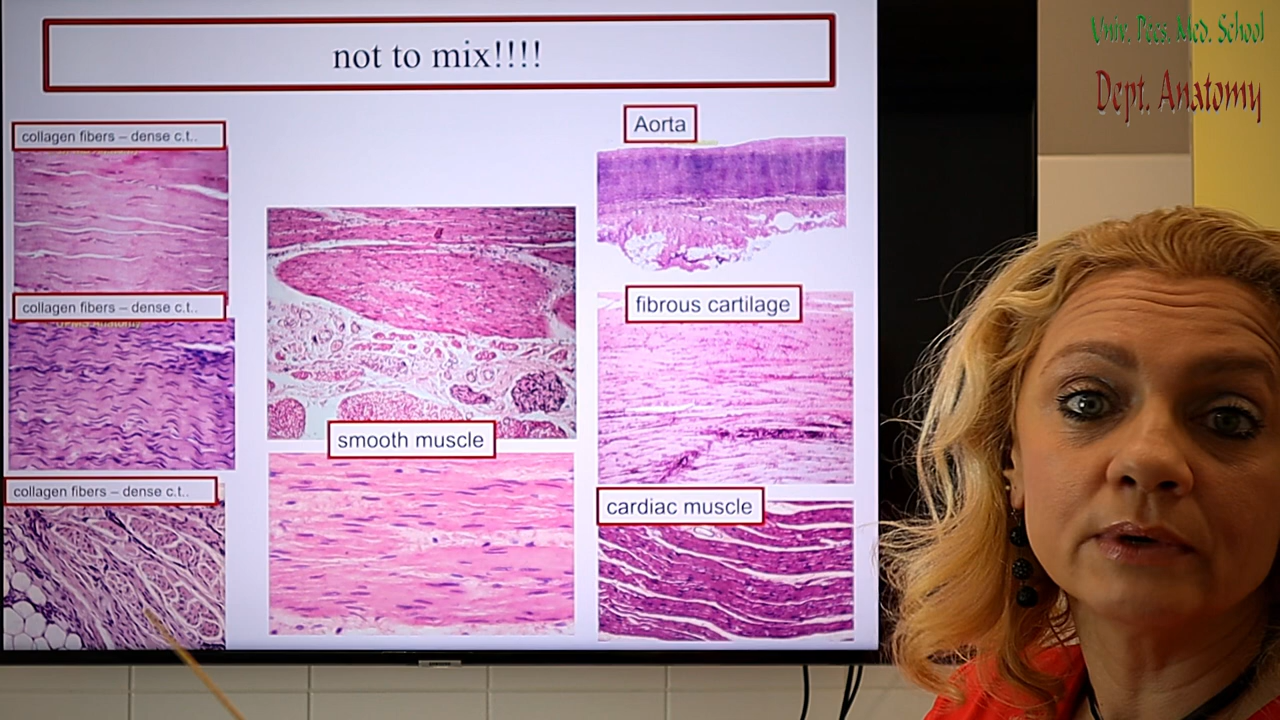 not to mix!!!!
collagen fibers – dense c.t..
collagen fibers – dense c.t..
collagen fibers – dense c.t..
smooth muscle
Aorta
fibrous cartilage
cardiac muscle
Univ. Pecs. Med. School
Dept. Anatomy